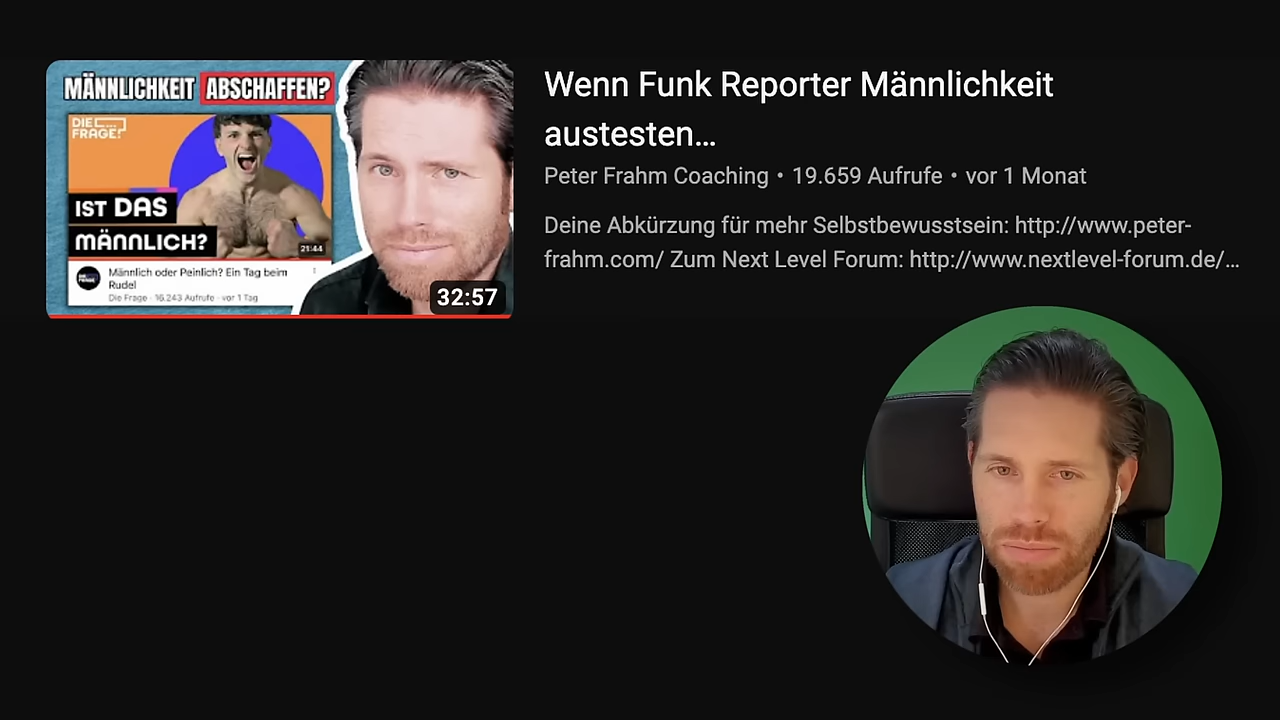 MÄNNLICHKEIT ABSCHAFFEN?
DIE
FRAGE
IST DAS
MÄNNLICH?
21:44
Männlich oder Peinlich? Ein Tag beim
Rudel
Die Frage · 16.243 Aufrufe · vor 1 Tag
32:57
Wenn Funk Reporter Männlichkeit
austesten…
Peter Frahm Coaching • 19.659 Aufrufe • vor 1 Monat
Deine Abkürzung für mehr Selbstbewusstsein: http://www.peter-
frahm.com/ Zum Next Level Forum: http://www.nextlevel-forum.de/…